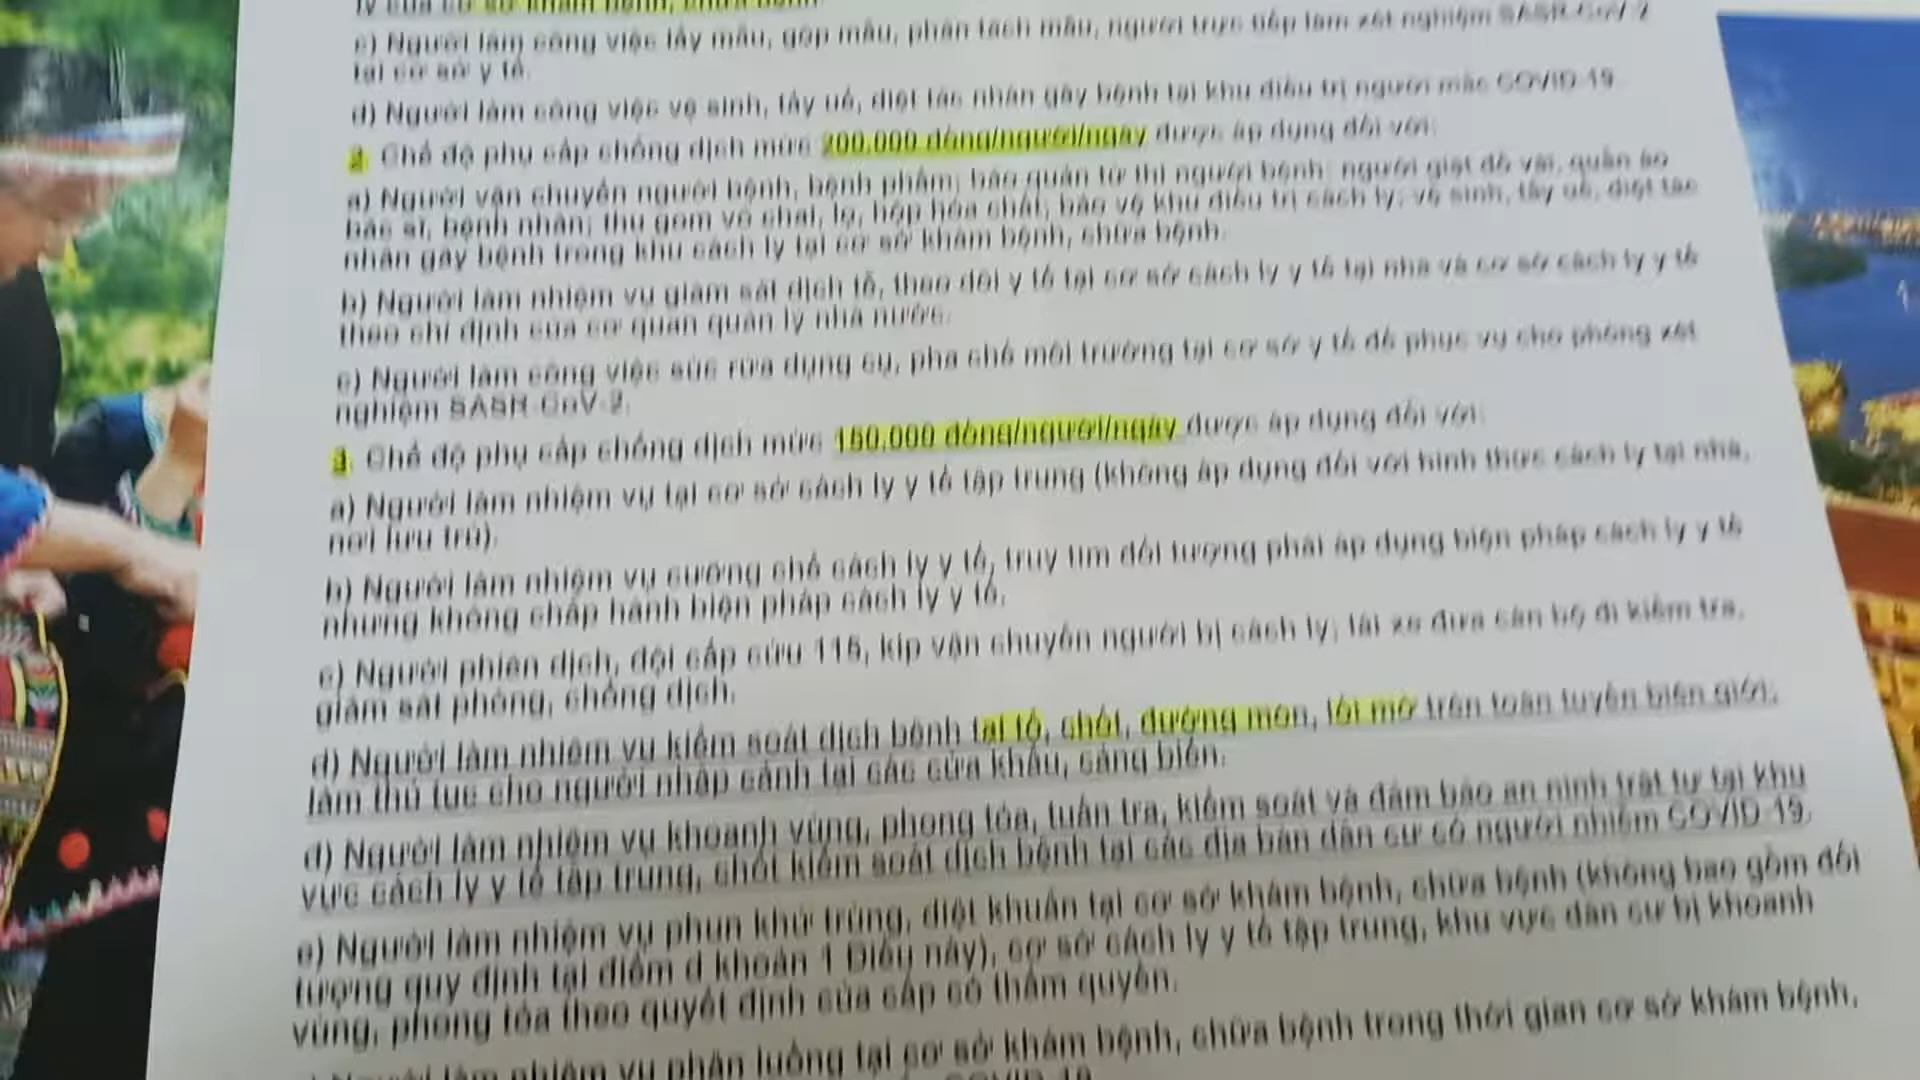 lý của cơ sở khám bệnh, chữa bệnh.
c) Người làm công việc lấy mẫu, gộp mẫu, phân tách mẫu, người trực tiếp làm xét nghiệm SASR-CoV-2
tại cơ sở y tế.
d) Người làm công việc vệ sinh, tẩy uế, diệt tác nhân gây bệnh tại khu điều trị người mắc COVID-19.
2. Chế độ phụ cấp chống dịch mức 200.000 đồng/người/ngày được áp dụng đối với:
a) Người vận chuyển người bệnh, bệnh phẩm; bảo quản tử thi người bệnh; người giặt đồ vải, quần áo
bác sĩ, bệnh nhân; thu gom vỏ chai, lọ, hộp hóa chất; bảo vệ khu điều trị cách ly; vệ sinh, tẩy uế, diệt tác
nhân gây bệnh trong khu cách ly tại cơ sở khám bệnh, chữa bệnh.
b) Người làm nhiệm vụ giám sát dịch tễ, theo dõi y tế tại cơ sở cách ly y tế tại nhà và cơ sở cách ly y tế
theo chỉ định của cơ quan quản lý nhà nước.
c) Người làm công việc súc rửa dụng cụ, pha chế môi trường tại cơ sở y tế để phục vụ cho phòng xét
nghiệm SASR-CoV-2.
3. Chế độ phụ cấp chống dịch mức 150.000 đồng/người/ngày được áp dụng đối với:
a) Người làm nhiệm vụ tại cơ sở cách ly y tế tập trung (không áp dụng đối với hình thức cách ly tại nhà,
nơi lưu trú).
b) Người làm nhiệm vụ cưỡng chế cách ly y tế, truy tìm đối tượng phải áp dụng biện pháp cách ly y tế
nhưng không chấp hành biện pháp cách ly y tế.
c) Người phiên dịch, đội cấp cứu 115, kíp vận chuyển người bị cách ly; lái xe đưa cán bộ đi kiểm tra,
giám sát phòng, chống dịch.
d) Người làm nhiệm vụ kiểm soát dịch bệnh tại tổ, chốt, đường mòn, lối mở trên toàn tuyến biên giới;
làm thủ tục cho người nhập cảnh tại các cửa khẩu, cảng biển.
đ) Người làm nhiệm vụ khoanh vùng, phong tỏa, tuần tra, kiểm soát và đảm bảo an ninh trật tự tại khu
vực cách ly y tế tập trung, chốt kiểm soát dịch bệnh tại các địa bàn dân cư có người nhiễm COVID-19.
e) Người làm nhiệm vụ phun khử trùng, diệt khuẩn tại cơ sở khám bệnh, chữa bệnh (không bao gồm đối
tượng quy định tại điểm d khoản 1 Điều này), cơ sở cách ly y tế tập trung, khu vực dân cư bị khoanh
vùng, phong tỏa theo quyết định của cấp có thẩm quyền.
Người làm nhiệm vụ phân luồng tại cơ sở khám bệnh, chữa bệnh trong thời gian cơ sở khám bệnh,
COVID-19